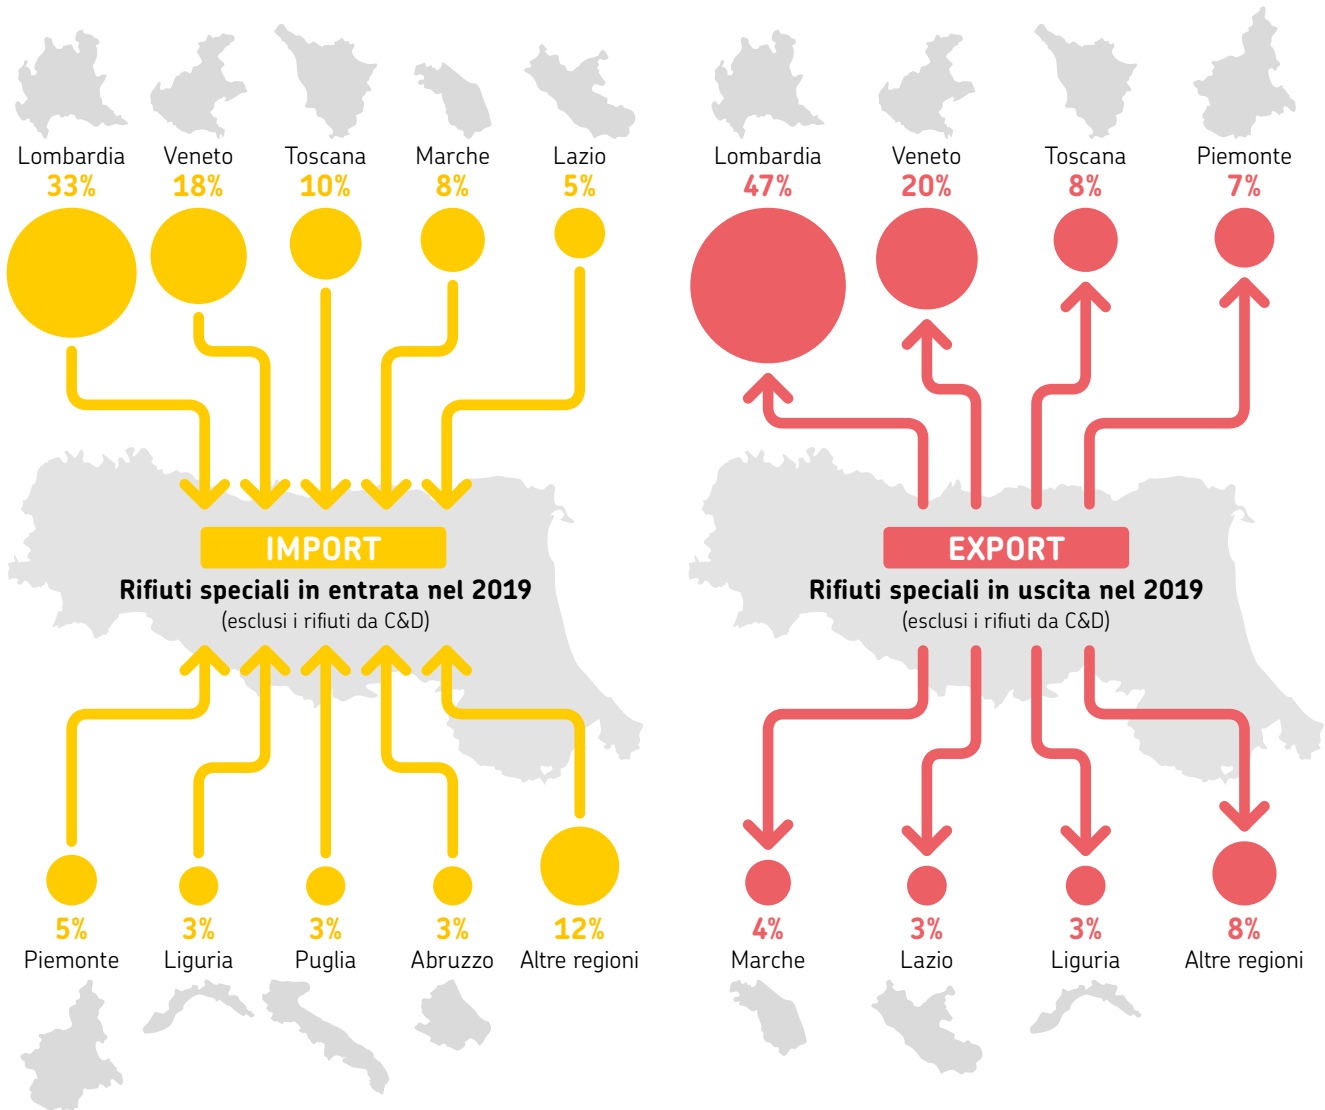 Lombardia
33%
Veneto
18%
Toscana
10%
Marche
8%
Lazio
5%
IMPORT
Rifiuti speciali in entrata nel 2019
(esclusi i rifiuti da C&D)
5%
Piemonte
3%
Liguria
3%
Puglia
3%
Abruzzo
12%
Altre regioni
Lombardia
47%
Veneto
20%
Toscana
8%
Piemonte
7%
EXPORT
Rifiuti speciali in uscita nel 2019
(esclusi i rifiuti da C&D)
4%
Marche
3%
Lazio
3%
Liguria
8%
Altre regioni